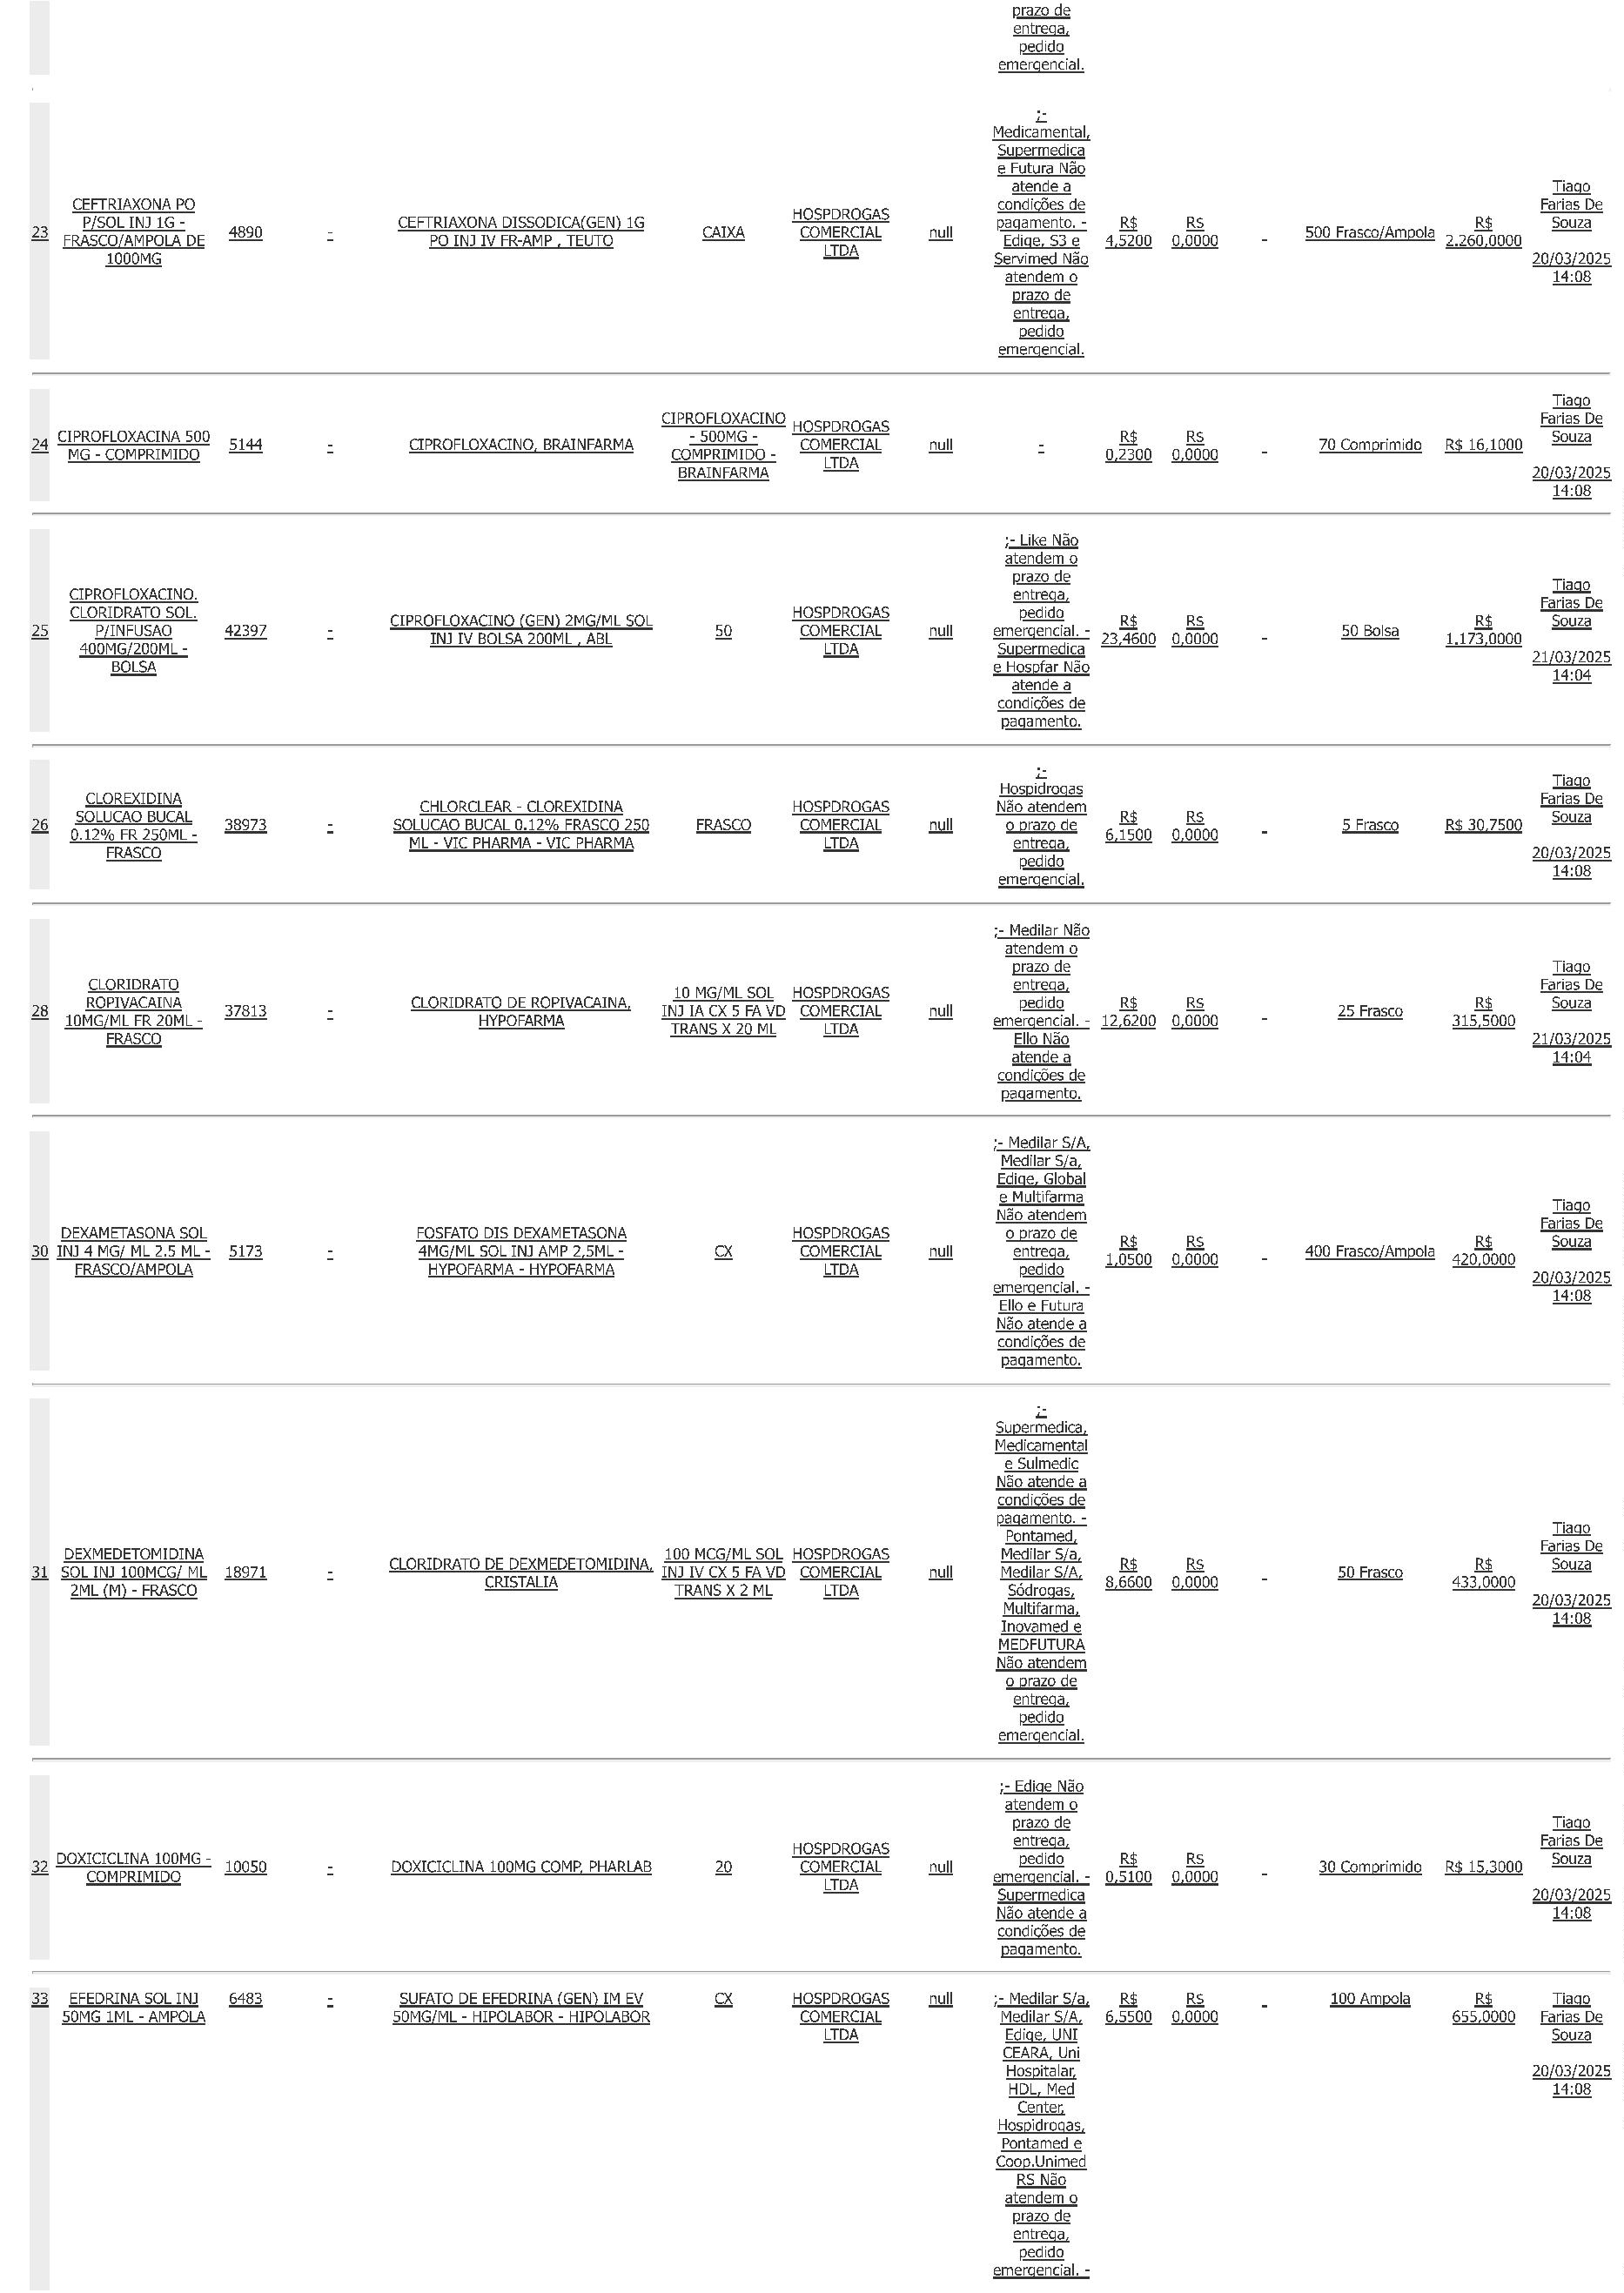 prazo de
entrega,
pedido
emergencial.
23
CEFTRIAXONA PO
P/SOL INJ 1G -
FRASCO/AMPOLA DE
1000MG
4890
-
CEFTRIAXONA DISSODICA(GEN) 1G
PO INJ IV FR-AMP , TEUTO
CAIXA
HOSPDROGAS
COMERCIAL
LTDA
null
;-
Medicamental,
Supermedica
e Futura Não
atende a
condições de
pagamento. -
Edige, S3 e
Servimed Não
atendem o
prazo de
entrega,
pedido
emergencial.
R$
4,5200
R$
0,0000
-
500 Frasco/Ampola
R$
2.260,0000
Tiago
Farias De
Souza
20/03/2025
14:08
24
CIPROFLOXACINA 500
MG - COMPRIMIDO
5144
-
CIPROFLOXACINO, BRAINFARMA
CIPROFLOXACINO
- 500MG -
COMPRIMIDO -
BRAINFARMA
HOSPDROGAS
COMERCIAL
LTDA
null
-
R$
0,2300
R$
0,0000
-
70 Comprimido
R$ 16,1000
Tiago
Farias De
Souza
20/03/2025
14:08
25
CIPROFLOXACINO.
CLORIDRATO SOL.
P/INFUSAO
400MG/200ML -
BOLSA
42397
-
CIPROFLOXACINO (GEN) 2MG/ML SOL
INJ IV BOLSA 200ML , ABL
50
HOSPDROGAS
COMERCIAL
LTDA
null
;- Like Não
atendem o
prazo de
entrega,
pedido
emergencial. -
Supermedica
e Hospfar Não
atende a
condições de
pagamento.
R$
23,4600
R$
0,0000
-
50 Bolsa
R$
1.173,0000
Tiago
Farias De
Souza
21/03/2025
14:04
26
CLOREXIDINA
SOLUCAO BUCAL
0.12% FR 250ML -
FRASCO
38973
-
CHLORCLEAR - CLOREXIDINA
SOLUCAO BUCAL 0.12% FRASCO 250
ML - VIC PHARMA - VIC PHARMA
FRASCO
HOSPDROGAS
COMERCIAL
LTDA
null
;-
Hospidrogas
Não atendem
o prazo de
entrega,
pedido
emergencial.
R$
6,1500
R$
0,0000
-
5 Frasco
R$ 30,7500
Tiago
Farias De
Souza
20/03/2025
14:08
28
CLORIDRATO
ROPIVACAINA
10MG/ML FR 20ML -
FRASCO
37813
-
CLORIDRATO DE ROPIVACAINA,
HYPOFARMA
10 MG/ML SOL
INJ IA CX 5 FA VD
TRANS X 20 ML
HOSPDROGAS
COMERCIAL
LTDA
null
;- Medilar Não
atendem o
prazo de
entrega,
pedido
emergencial. -
Ello Não
atende a
condições de
pagamento.
R$
12,6200
R$
0,0000
-
25 Frasco
R$
315,5000
Tiago
Farias De
Souza
21/03/2025
14:04
30
DEXAMETASONA SOL
INJ 4 MG/ ML 2.5 ML -
FRASCO/AMPOLA
5173
-
FOSFATO DIS DEXAMETASONA
4MG/ML SOL INJ AMP 2,5ML -
HYPOFARMA - HYPOFARMA
CX
HOSPDROGAS
COMERCIAL
LTDA
null
;- Medilar S/A,
Medilar S/a,
Edige, Global
e Multifarma
Não atendem
o prazo de
entrega,
pedido
emergencial. -
Ello e Futura
Não atende a
condições de
pagamento.
R$
1,0500
R$
0,0000
-
400 Frasco/Ampola
R$
420,0000
Tiago
Farias De
Souza
20/03/2025
14:08
31
DEXMEDETOMIDINA
SOL INJ 100MCG/ ML
2ML (M) - FRASCO
18971
-
CLORIDRATO DE DEXMEDETOMIDINA,
CRISTALIA
100 MCG/ML SOL
INJ IV CX 5 FA VD
TRANS X 2 ML
HOSPDROGAS
COMERCIAL
LTDA
null
;-
Supermedica,
Medicamental
e Sulmedic
Não atende a
condições de
pagamento. -
Pontamed,
Medilar S/a,
Medilar S/A,
Sódrogas,
Multifarma,
Inovamed e
MEDFUTURA
Não atendem
o prazo de
entrega,
pedido
emergencial.
R$
8,6600
R$
0,0000
-
50 Frasco
R$
433,0000
Tiago
Farias De
Souza
20/03/2025
14:08
32
DOXICICLINA 100MG -
COMPRIMIDO
10050
-
DOXICICLINA 100MG COMP, PHARLAB
20
HOSPDROGAS
COMERCIAL
LTDA
null
;- Edige Não
atendem o
prazo de
entrega,
pedido
emergencial. -
Supermedica
Não atende a
condições de
pagamento.
R$
0,5100
R$
0,0000
-
30 Comprimido
R$ 15,3000
Tiago
Farias De
Souza
20/03/2025
14:08
33
EFEDRINA SOL INJ
50MG 1ML - AMPOLA
6483
-
SUFATO DE EFEDRINA (GEN) IM EV
50MG/ML - HIPOLABOR - HIPOLABOR
CX
HOSPDROGAS
COMERCIAL
LTDA
null
;- Medilar S/a,
Medilar S/A,
Edige, UNI
CEARÁ, Uni
Hospitalar,
HDL, Med
Center,
Hospidrogas,
Pontamed e
Coop.Unimed
RS Não
atendem o
prazo de
entrega,
pedido
emergencial. -
R$
6,5500
R$
0,0000
-
100 Ampola
R$
655,0000
Tiago
Farias De
Souza
20/03/2025
14:08